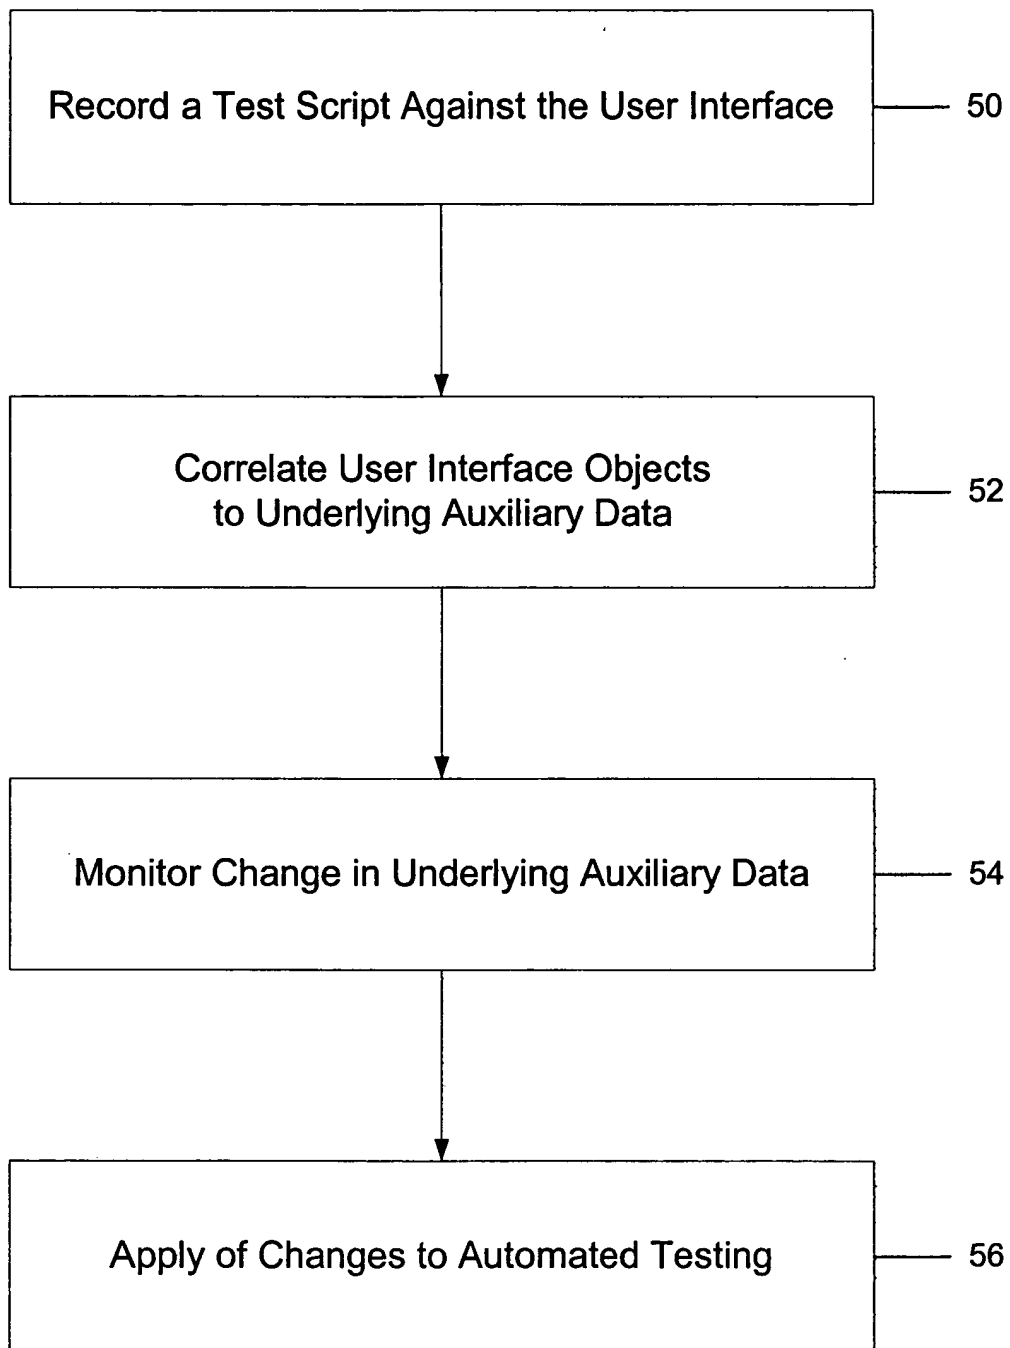 Record a Test Script Against the User Interface
50
Correlate User Interface Objects
to Underlying Auxiliary Data
52
Monitor Change in Underlying Auxiliary Data
54
Apply of Changes to Automated Testing
56